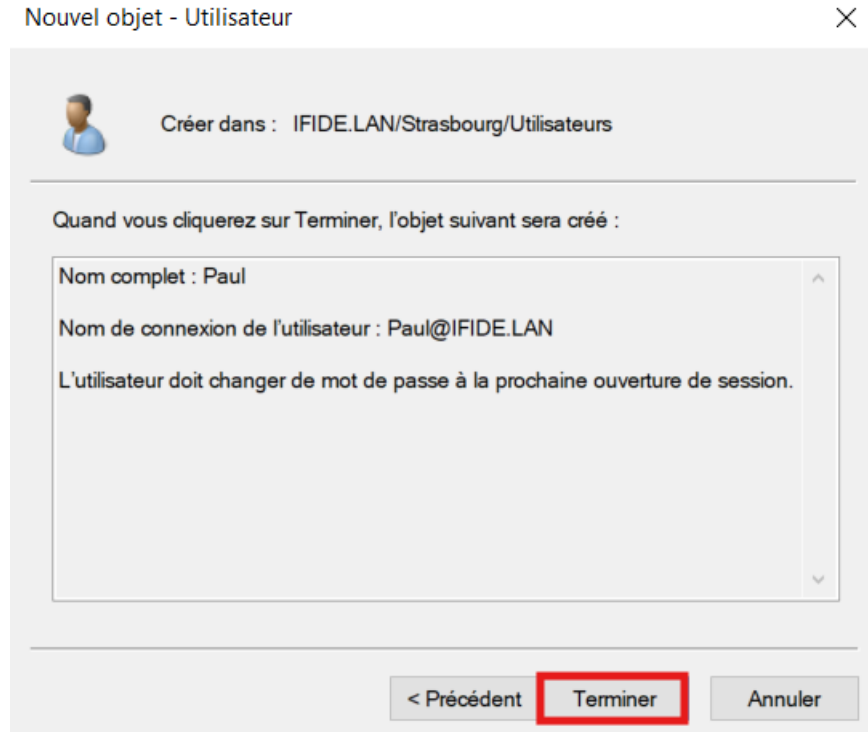 Nouvel objet - Utilisateur
Créer dans : IFIDE.LAN/Strasbourg/Utilisateurs
Quand vous cliquerez sur Terminer, l'objet suivant sera créé :
Nom complet : Paul
Nom de connexion de l'utilisateur : Paul@IFIDE.LAN
L'utilisateur doit changer de mot de passe à la prochaine ouverture de session.
< Précédent Terminer Annuler